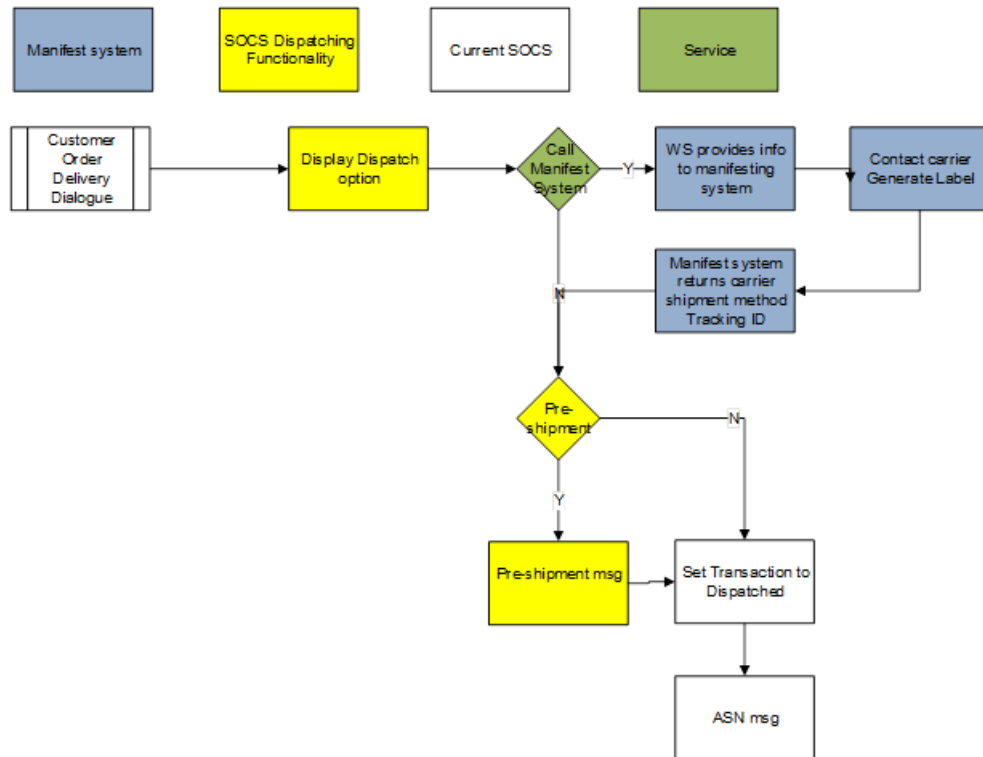 Manifest system
SOCS Dispatching
Functionality
Current SOCS
Service
Customer
Order
Delivery
Dialogue
Display Dispatch
option
Call
Manifest
System
Y
WS provides info
to manifesting
system
Contact carrier
Generate Label
Manifest system
returns carrier
shipment method
Tracking ID
N
Pre-
shipment
N
Y
Pre-shipment msg
Set Transaction to
Dispatched
ASN msg